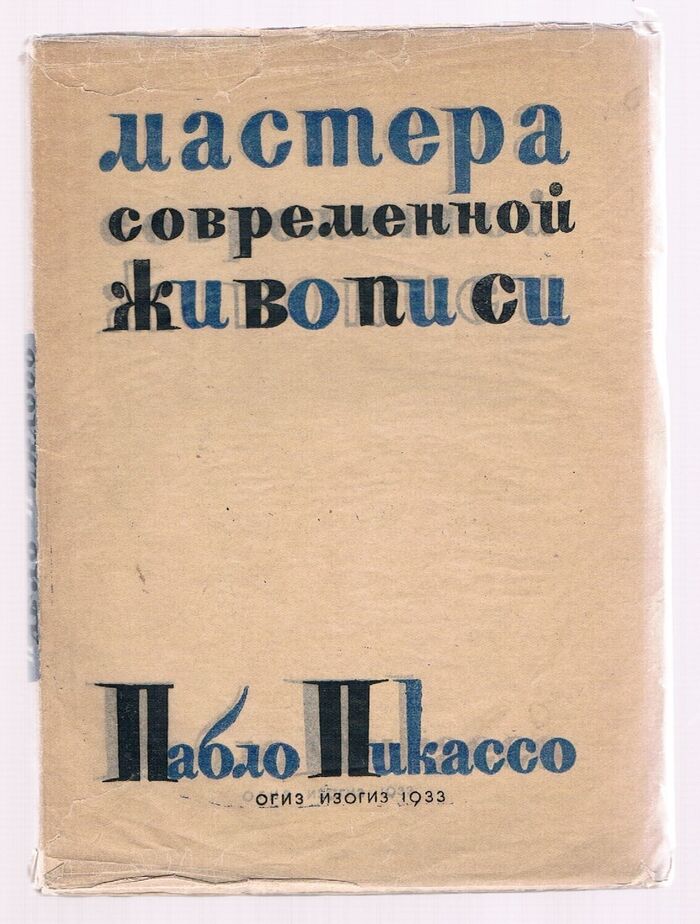 мастера
современной
живописи
Пабло Пикассо
ОГИЗ ИЗОГИЗ 1933